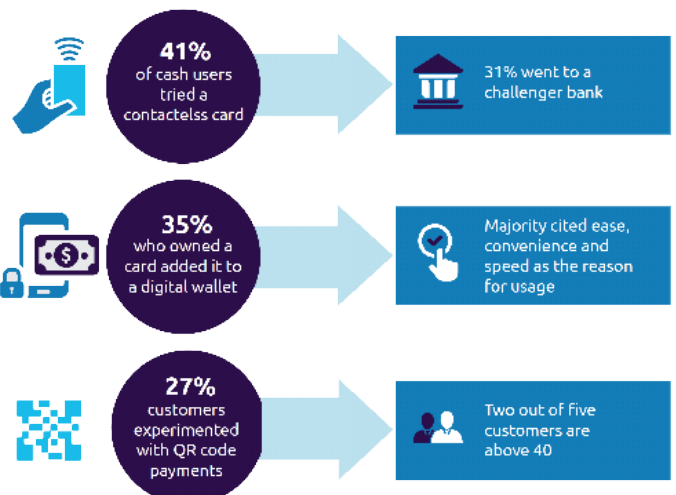 41%
of cash users
tried a
contactelss card
31% went to a
challenger bank
35%
who owned a
card added it to
a digital wallet
Majority cited ease,
convenience and
speed as the reason
for usage
27%
customers
experimented
with QR code
payments
Two out of five
customers are
above 40